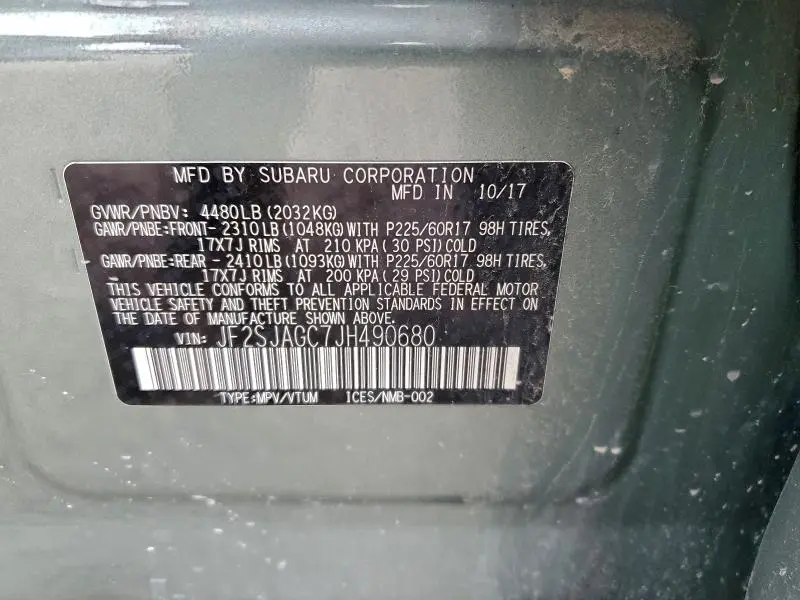 MFD BY SUBARU CORPORATION
MFD IN 10/17
GVWR/PNBV: 4480LB(2032KG)
GAWR/PNBE:FRONT- 2310LB(1048KG)WITH P225/60R17 98H TIRES,
17X7J RIMS AT 210 KPA(30 PSI)COLD
GAWR/PNBE:REAR - 2410LB(1093KG)WITH P225/60R17 98H TIRES,
17X7J RIMS AT 200 KPA(29 PSI)COLD
THIS VEHICLE CONFORMS TO ALL APPLICABLE FEDERAL MOTOR
VEHICLE SAFETY AND THEFT PREVENTION STANDARDS IN EFFECT ON
THE DATE OF MANUFACTURE SHOWN ABOVE.
VIN: JF2SJAGC7JH490680
TYPE:MPV/VTUM ICES/NMB-002